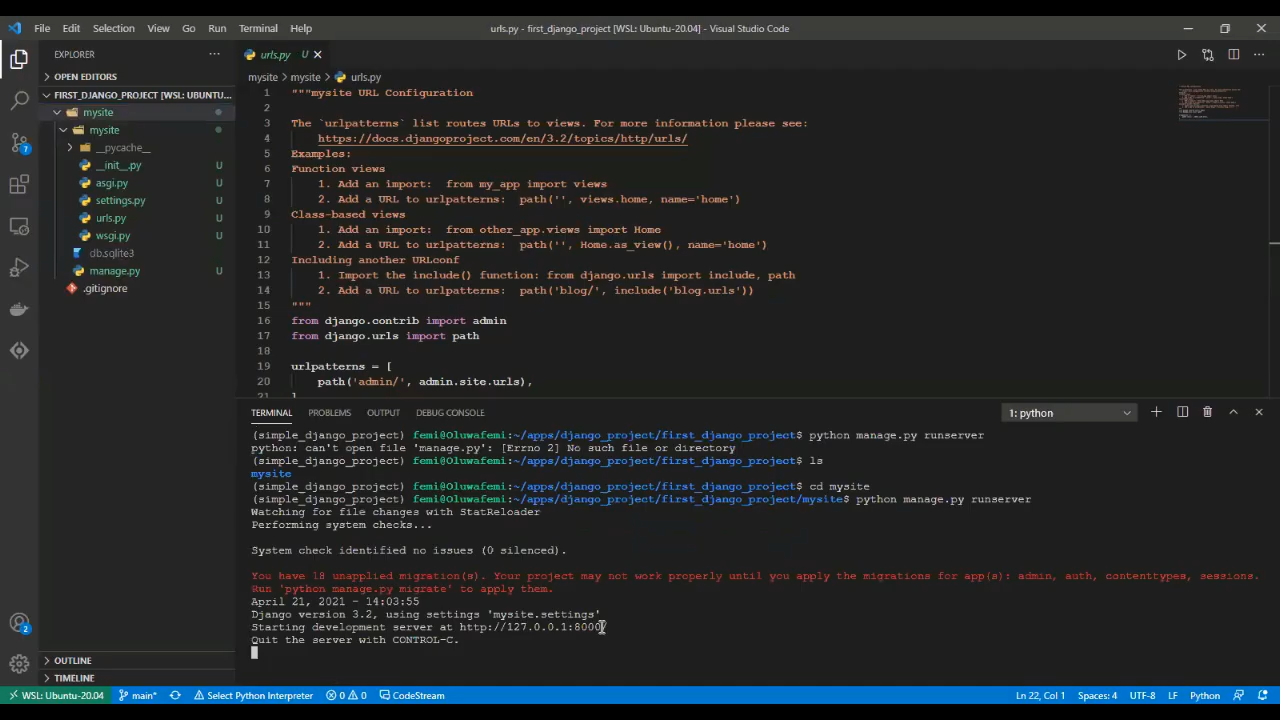 File Edit Selection View Go Run Terminal Help
urls.py - first_django_project [WSL: Ubuntu-20.04] - Visual Studio Code
EXPLORER
OPEN EDITORS
FIRST_DJANGO_PROJECT [WSL: UBUNTU...
mysite
mysite
__pycache__
__init__.py U
asgi.py U
settings.py U
urls.py U
wsgi.py U
db.sqlite3
manage.py U
.gitignore
OUTLINE
TIMELINE
7
2
urls.py U
mysite > mysite > urls.py
1 """mysite URL Configuration
2
3 The `urlpatterns` list routes URLs to views. For more information please see:
4 https://docs.djangoproject.com/en/3.2/topics/http/urls/
5 Examples:
6 Function views
7 1. Add an import:  from my_app import views
8 2. Add a URL to urlpatterns:  path('', views.home, name='home')
9 Class-based views
10 1. Add an import:  from other_app.views import Home
11 2. Add a URL to urlpatterns:  path('', Home.as_view(), name='home')
12 Including another URLconf
13 1. Import the include() function: from django.urls import include, path
14 2. Add a URL to urlpatterns:  path('blog/', include('blog.urls'))
15 """
16 from django.contrib import admin
17 from django.urls import path
18
19 urlpatterns = [
20 path('admin/', admin.site.urls),
]
TERMINAL PROBLEMS OUTPUT DEBUG CONSOLE
1: python
(simple_django_project) femi@Oluwafemi:~/apps/django_project/first_django_project$ python manage.py runserver
python: can't open file 'manage.py': [Errno 2] No such file or directory
(simple_django_project) femi@Oluwafemi:~/apps/django_project/first_django_project$ ls
mysite
(simple_django_project) femi@Oluwafemi:~/apps/django_project/first_django_project$ cd mysite
(simple_django_project) femi@Oluwafemi:~/apps/django_project/first_django_project/mysite$ python manage.py runserver
Watching for file changes with StatReloader
Performing system checks...
System check identified no issues (0 silenced).
You have 18 unapplied migration(s). Your project may not work properly until you apply the migrations for app(s): admin, auth, contenttypes, sessions.
Run 'python manage.py migrate' to apply them.
April 21, 2021 - 14:03:55
Django version 3.2, using settings 'mysite.settings'
Starting development server at http://127.0.0.1:8000/
Quit the server with CONTROL-C.
WSL: Ubuntu-20.04 main* Select Python Interpreter 0 0 CodeStream Ln 22, Col 1 Spaces: 4 UTF-8 LF Python